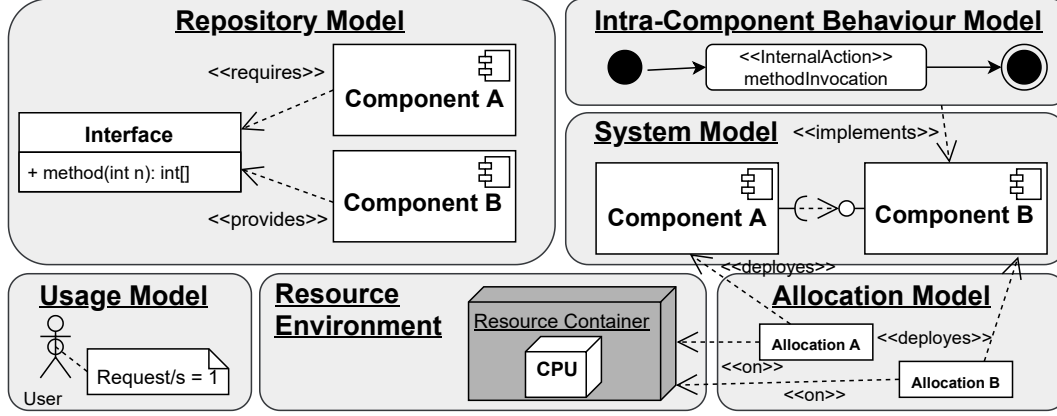 Repository Model
<<requires>>
Component A
Interface
+ method(int n): int[]
Component B
<<provides>>
Intra-Component Behaviour Model
<<InternalAction>>
methodInvocation
System Model
<<implements>>
Component A
Component B
<<deployes>>
Usage Model
User
Request/s = 1
Resource
Environment
Resource Container
CPU
Allocation Model
Allocation A
<<deployes>>
<<on>>
Allocation B
<<on>>